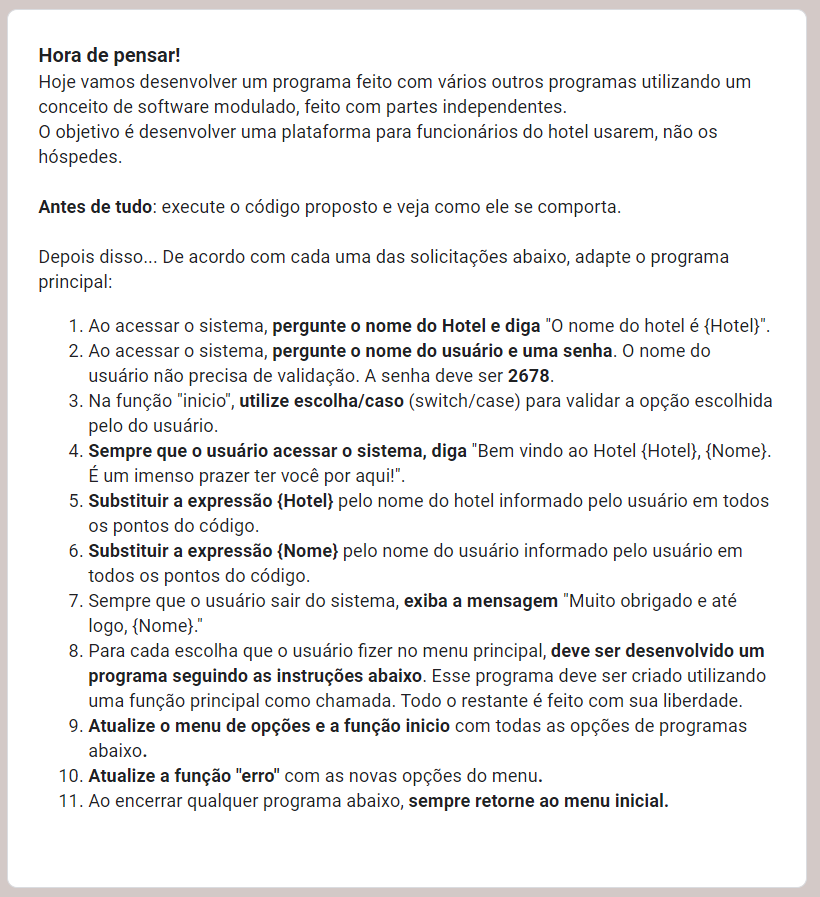 Hora de pensar!
Hoje vamos desenvolver um programa feito com vários outros programas utilizando um
conceito de software modulado, feito com partes independentes.
O objetivo é desenvolver uma plataforma para funcionários do hotel usarem, não os
hóspedes.
Antes de tudo: execute o código proposto e veja como ele se comporta.
Depois disso... De acordo com cada uma das solicitações abaixo, adapte o programa
principal:
1. Ao acessar o sistema, pergunte o nome do Hotel e diga "O nome do hotel é {Hotel}".
2. Ao acessar o sistema, pergunte o nome do usuário e uma senha. O nome do
usuário não precisa de validação. A senha deve ser 2678.
3. Na função "inicio", utilize escolha/caso (switch/case) para validar a opção escolhida
pelo do usuário.
4. Sempre que o usuário acessar o sistema, diga "Bem vindo ao Hotel {Hotel}, {Nome}.
É um imenso prazer ter você por aqui!".
5. Substituir a expressão {Hotel} pelo nome do hotel informado pelo usuário em todos
os pontos do código.
6. Substituir a expressão {Nome} pelo nome do usuário informado pelo usuário em
todos os pontos do código.
7. Sempre que o usuário sair do sistema, exiba a mensagem "Muito obrigado e até
logo, {Nome}."
8. Para cada escolha que o usuário fizer no menu principal, deve ser desenvolvido um
programa seguindo as instruções abaixo. Esse programa deve ser criado utilizando
uma função principal como chamada. Todo o restante é feito com sua liberdade.
9. Atualize o menu de opções e a função inicio com todas as opções de programas
abaixo.
10. Atualize a função "erro" com as novas opções do menu.
11. Ao encerrar qualquer programa abaixo, sempre retorne ao menu inicial.